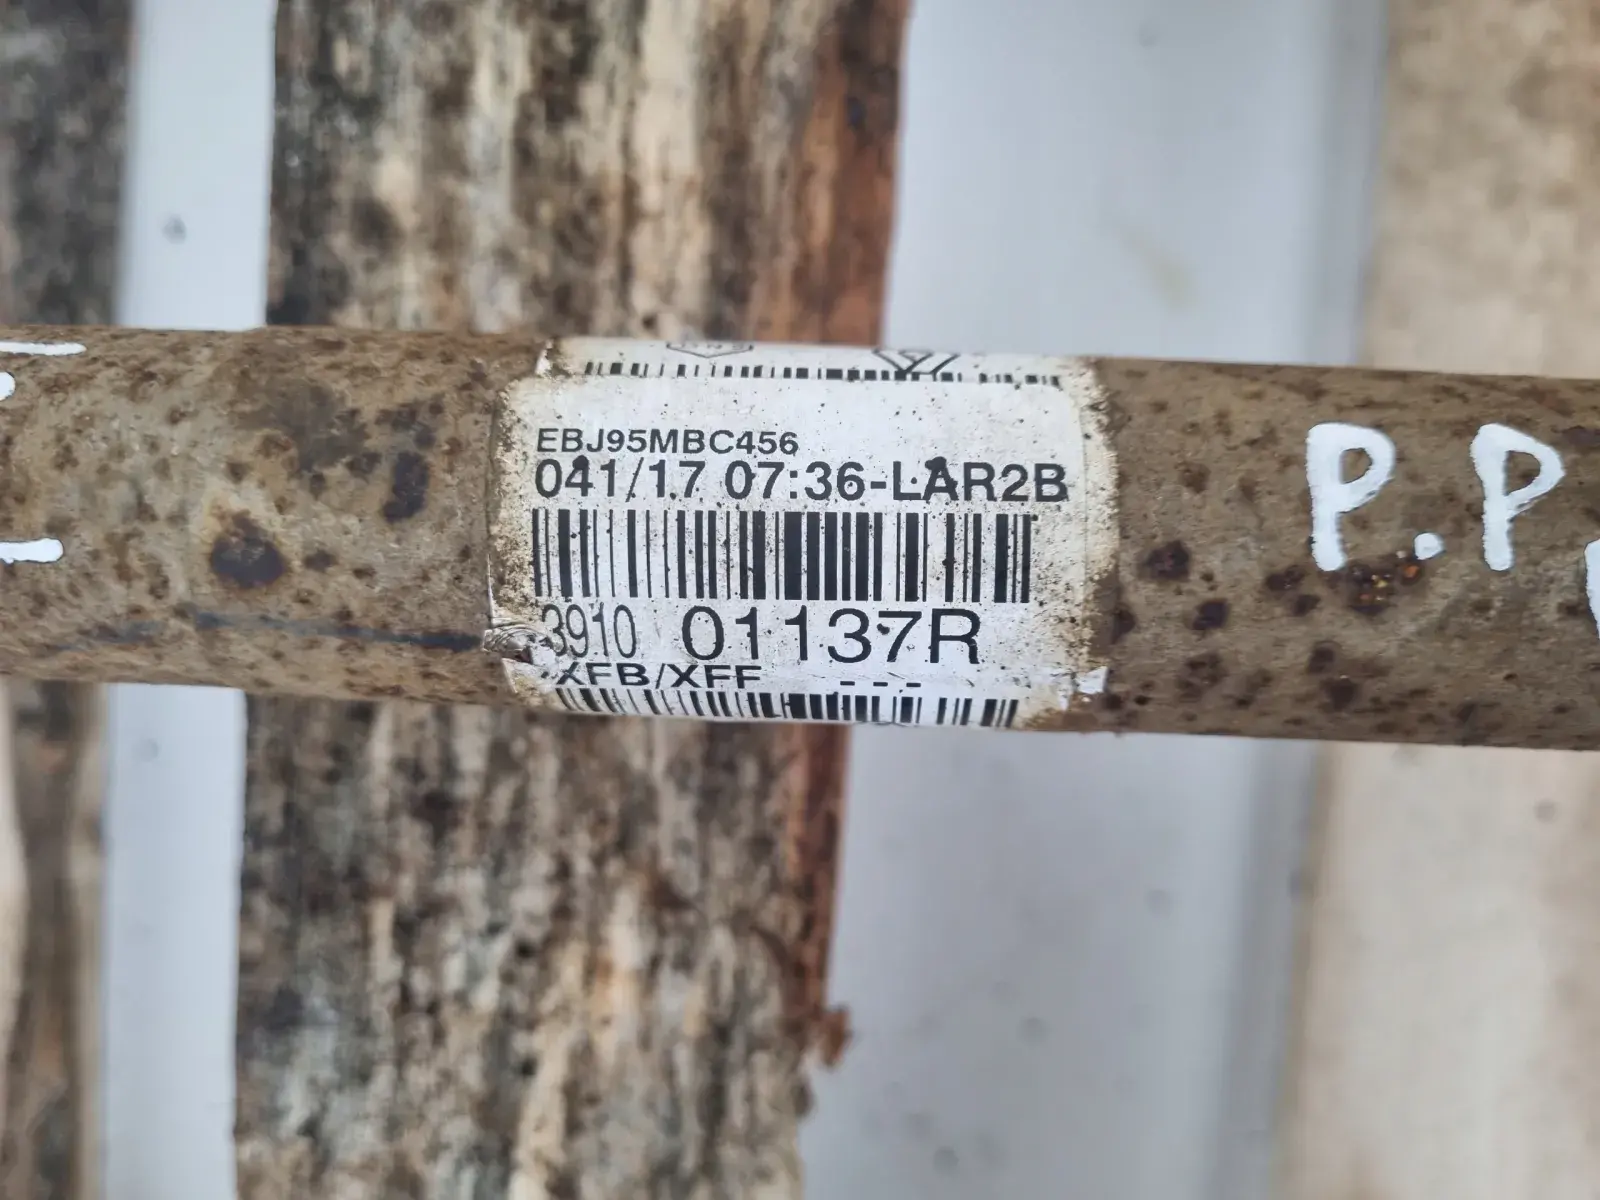 EBJ95MBC456
041/17 07:36-LAR2B
3910 01137R
XFB/XFF - - -
P.P